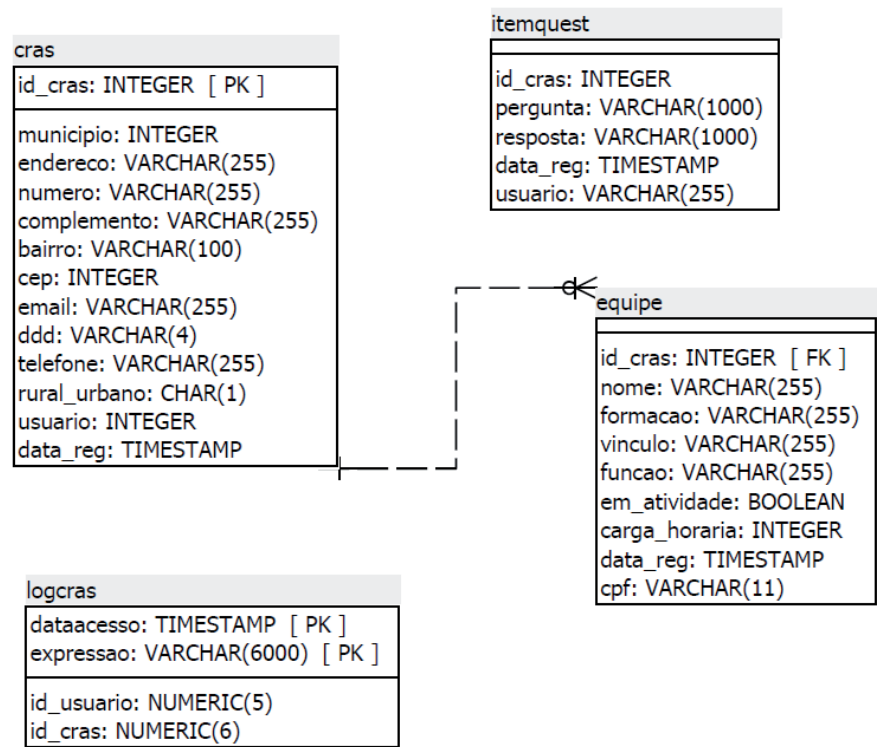 cras
id_cras: INTEGER [ PK ]
municipio: INTEGER
endereco: VARCHAR(255)
numero: VARCHAR(255)
complemento: VARCHAR(255)
bairro: VARCHAR(100)
cep: INTEGER
email: VARCHAR(255)
ddd: VARCHAR(4)
telefone: VARCHAR(255)
rural_urbano: CHAR(1)
usuario: INTEGER
data_reg: TIMESTAMP
itemquest
id_cras: INTEGER
pergunta: VARCHAR(1000)
resposta: VARCHAR(1000)
data_reg: TIMESTAMP
usuario: VARCHAR(255)
equipe
id_cras: INTEGER [ FK ]
nome: VARCHAR(255)
formacao: VARCHAR(255)
vinculo: VARCHAR(255)
funcao: VARCHAR(255)
em_atividade: BOOLEAN
carga_horaria: INTEGER
data_reg: TIMESTAMP
cpf: VARCHAR(11)
logcras
dataacesso: TIMESTAMP [ PK ]
expressao: VARCHAR(6000) [ PK ]
id_usuario: NUMERIC(5)
id_cras: NUMERIC(6)